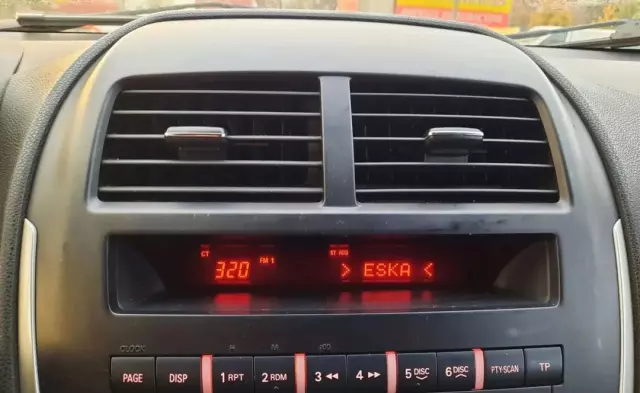 CT
320
FM 1
> ESKA <
CLOCK
H
M
PAGE
DISP
1 RPT
2 RDM
3 ◄◄
4 ►►
5 DISC
6 DISC
PTY·SCAN
TP